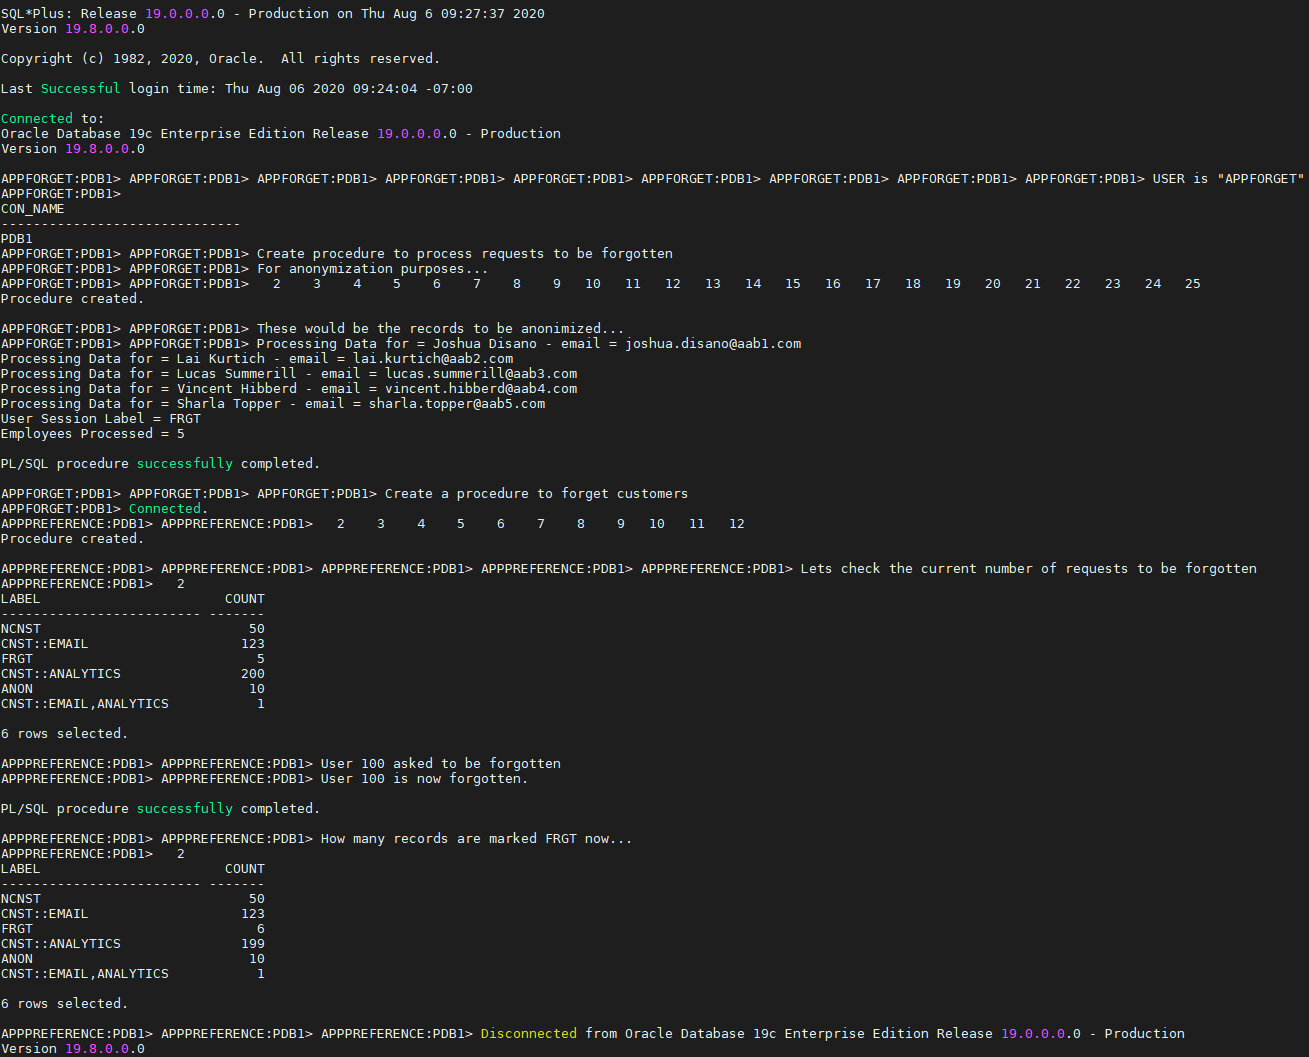 SQL*Plus: Release 19.0.0.0.0 - Production on Thu Aug 6 09:27:37 2020
Version 19.8.0.0.0
Copyright (c) 1982, 2020, Oracle.  All rights reserved.
Last Successful login time: Thu Aug 06 2020 09:24:04 -07:00
Connected to:
Oracle Database 19c Enterprise Edition Release 19.0.0.0.0 - Production
Version 19.8.0.0.0
APPFORGET:PDB1> APPFORGET:PDB1> APPFORGET:PDB1> APPFORGET:PDB1> APPFORGET:PDB1> APPFORGET:PDB1> APPFORGET:PDB1> APPFORGET:PDB1> APPFORGET:PDB1> USER is "APPFORGET"
APPFORGET:PDB1>
CON_NAME
------------------------------
PDB1
APPFORGET:PDB1> APPFORGET:PDB1> Create procedure to process requests to be forgotten
APPFORGET:PDB1> APPFORGET:PDB1> For anonymization purposes...
APPFORGET:PDB1> APPFORGET:PDB1>   2    3    4    5    6    7    8    9   10   11   12   13   14   15   16   17   18   19   20   21   22   23   24   25
Procedure created.
APPFORGET:PDB1> APPFORGET:PDB1> These would be the records to be anonimized...
APPFORGET:PDB1> APPFORGET:PDB1> Processing Data for = Joshua Disano - email = joshua.disano@aab1.com
Processing Data for = Lai Kurtich - email = lai.kurtich@aab2.com
Processing Data for = Lucas Summerill - email = lucas.summerill@aab3.com
Processing Data for = Vincent Hibberd - email = vincent.hibberd@aab4.com
Processing Data for = Sharla Topper - email = sharla.topper@aab5.com
User Session Label = FRGT
Employees Processed = 5
PL/SQL procedure successfully completed.
APPFORGET:PDB1> APPFORGET:PDB1> APPFORGET:PDB1> Create a procedure to forget customers
APPFORGET:PDB1> Connected.
APPPREFERENCE:PDB1> APPPREFERENCE:PDB1>   2    3    4    5    6    7    8    9   10   11   12
Procedure created.
APPPREFERENCE:PDB1> APPPREFERENCE:PDB1> APPPREFERENCE:PDB1> APPPREFERENCE:PDB1> APPPREFERENCE:PDB1> Lets check the current number of requests to be forgotten
APPPREFERENCE:PDB1>   2
LABEL                       COUNT
------------------------- -------
NCNST                          50
CNST::EMAIL                   123
FRGT                            5
CNST::ANALYTICS               200
ANON                           10
CNST::EMAIL,ANALYTICS           1
6 rows selected.
APPPREFERENCE:PDB1> APPPREFERENCE:PDB1> User 100 asked to be forgotten
APPPREFERENCE:PDB1> APPPREFERENCE:PDB1> User 100 is now forgotten.
PL/SQL procedure successfully completed.
APPPREFERENCE:PDB1> APPPREFERENCE:PDB1> How many records are marked FRGT now...
APPPREFERENCE:PDB1>   2
LABEL                       COUNT
------------------------- -------
NCNST                          50
CNST::EMAIL                   123
FRGT                            6
CNST::ANALYTICS               199
ANON                           10
CNST::EMAIL,ANALYTICS           1
6 rows selected.
APPPREFERENCE:PDB1> APPPREFERENCE:PDB1> APPPREFERENCE:PDB1> Disconnected from Oracle Database 19c Enterprise Edition Release 19.0.0.0.0 - Production
Version 19.8.0.0.0